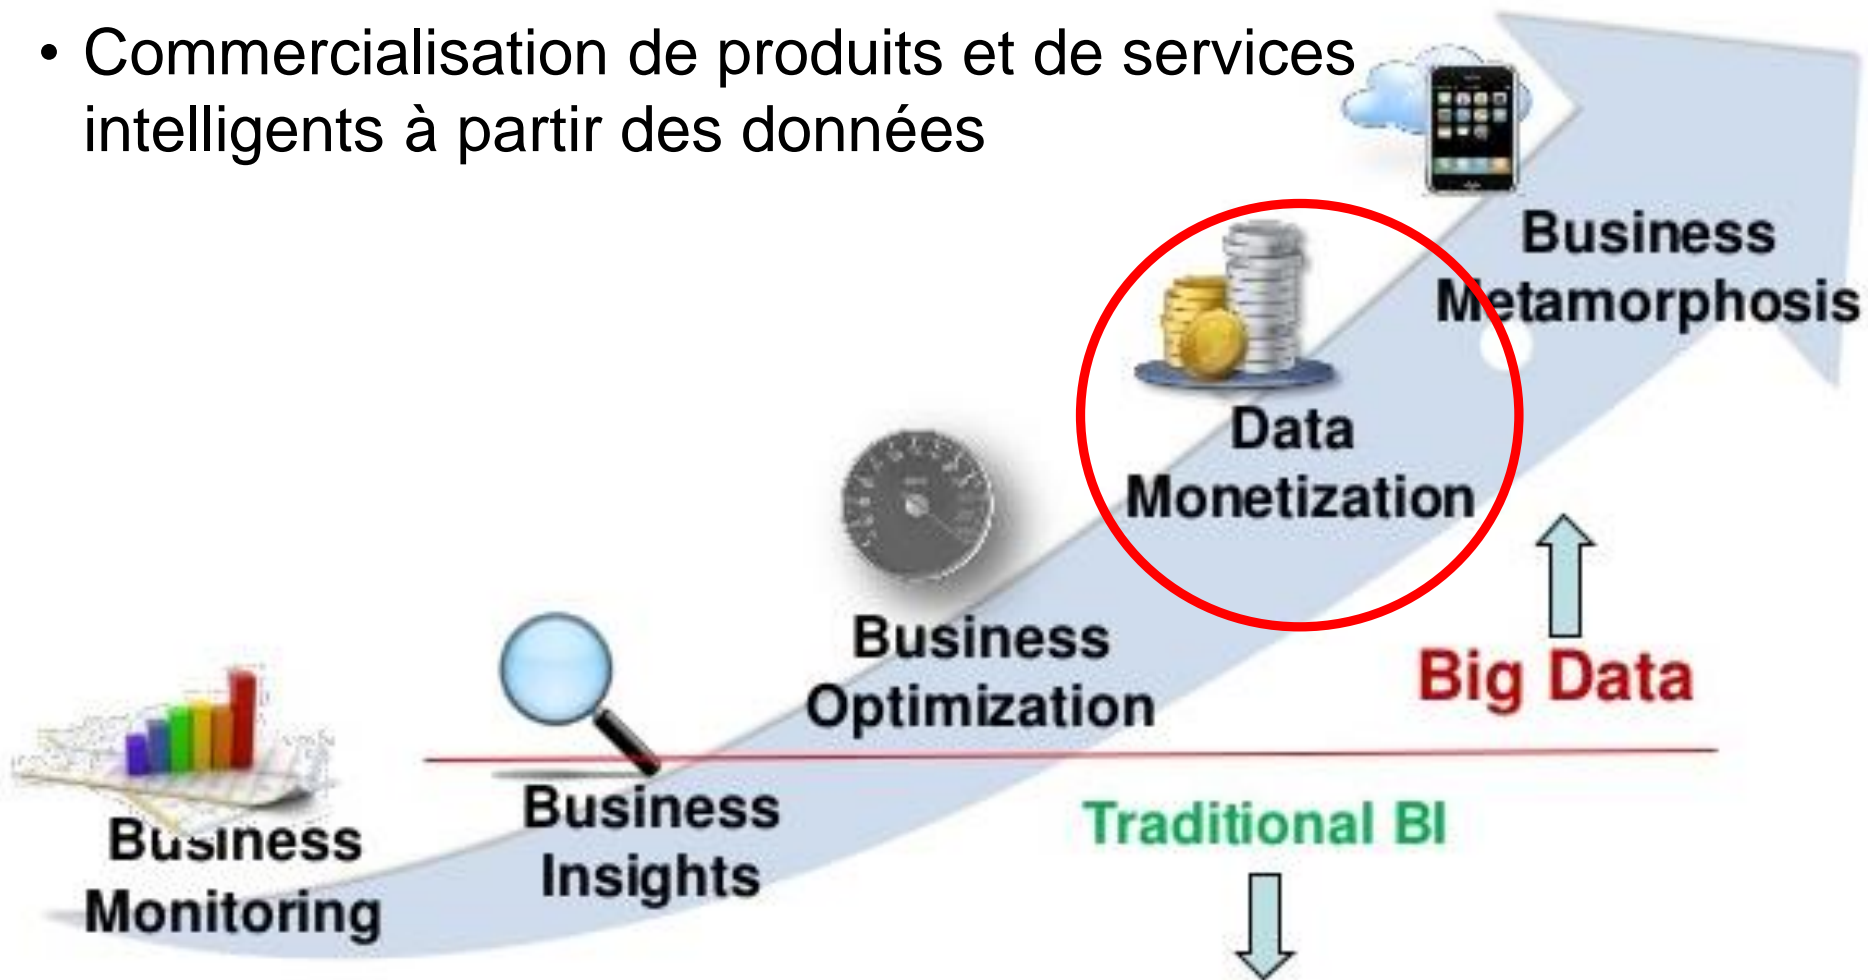 • Commercialisation de produits et de services
intelligents à partir des données
Business
Metamorphosis
Data
Monetization
Business
Optimization
Big Data
Business
Insights
Traditional BI
Business
Monitoring